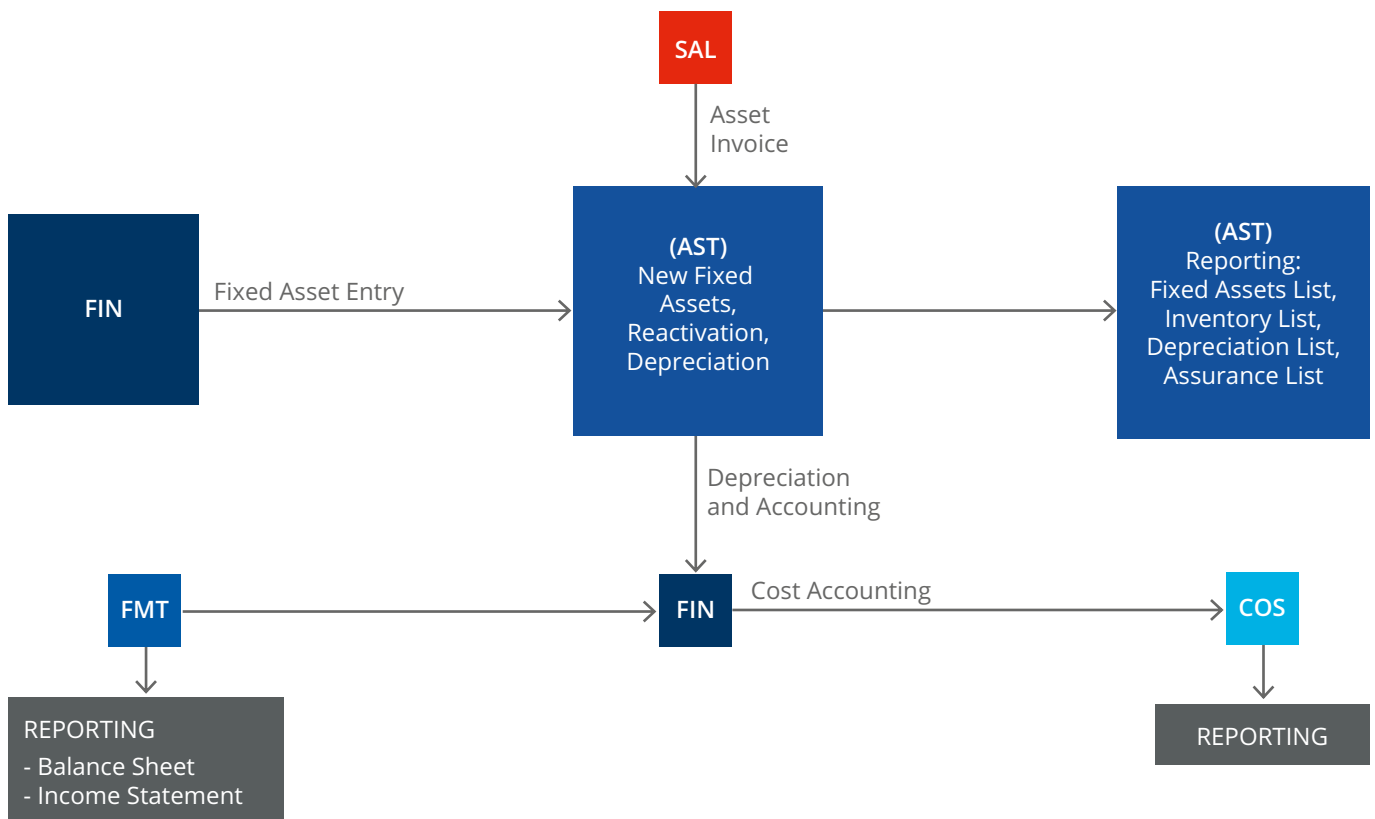 SAL
Asset
Invoice
FIN
Fixed Asset Entry
(AST)
New Fixed
Assets,
Reactivation,
Depreciation
(AST)
Reporting:
Fixed Assets List,
Inventory List,
Depreciation List,
Assurance List
Depreciation
and Accounting
FMT
FIN
Cost Accounting
COS
REPORTING
- Balance Sheet
- Income Statement
REPORTING